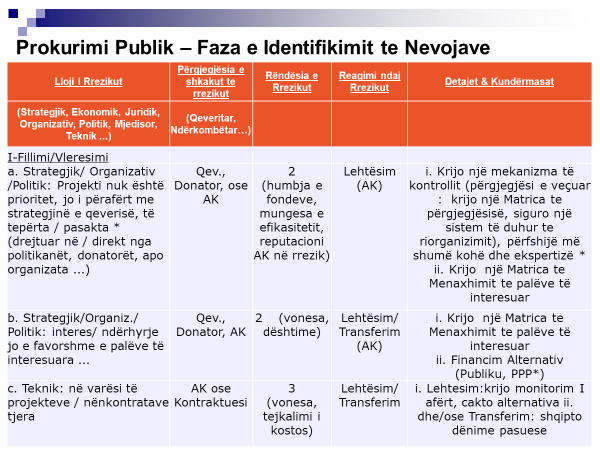 Prokurimi Publik – Faza e Identifikimit te Nevojave
Lloji I Rrezikut
Përgjegjësia e
shkakut te
rrezikut
Rëndësia e
Rrezikut
Reagimi ndaj
Rrezikut
Detajet & Kundërmasat
(Strategjik, Ekonomik, Juridik,
Organizativ, Politik, Mjedisor,
Teknik ...)
(Qeveritar,
Ndërkombëtar…)
I-Fillimi/Vleresimi
a. Strategjik/ Organizativ
/Politik: Projekti nuk është
prioritet, jo i përafërt me
strategjinë e qeverisë, të
tepërta / pasakta *
(drejtuar në / direkt nga
politikanët, donatorët, apo
organizata ...)
Qev.,
Donator, ose
AK
2
(humbja e
fondeve,
mungesa e
efikasitetit,
reputacioni
AK në rrezik)
Lehtësim
(AK)
i. Krijo një mekanizma të
kontrollit (përgjegjësi e veçuar
: krijo një Matrica te
përgjegjësisë, siguro një
sistem të duhur te
riorganizimit), përfshijë më
shumë kohë dhe ekspertizë *
ii. Krijo një Matrica te
Menaxhimit te palëve të
interesuar
b. Strategjik/Organiz./
Politik: interes/ ndërhyrje
jo e favorshme e palëve të
interesuara ...
Qev.,
Donator, AK
2 (vonesa,
dështime)
Lehtësim/
Transferim
(AK)
i. Krijo një Matrica te
Menaxhimit te palëve të
interesuar
ii. Financim Alternativ
(Publiku, PPP*)
c. Teknik: në varësi të
projekteve / nënkontratave
tjera
AK ose
Kontraktuesi
3
(vonesa,
tejkalimi i
kostos)
Lehtësim/
Transferim
i. Lehtesim:krijo monitorim I
afërt, cakto alternativa ii.
dhe/ose Transferim: shqipto
dënime pasuese